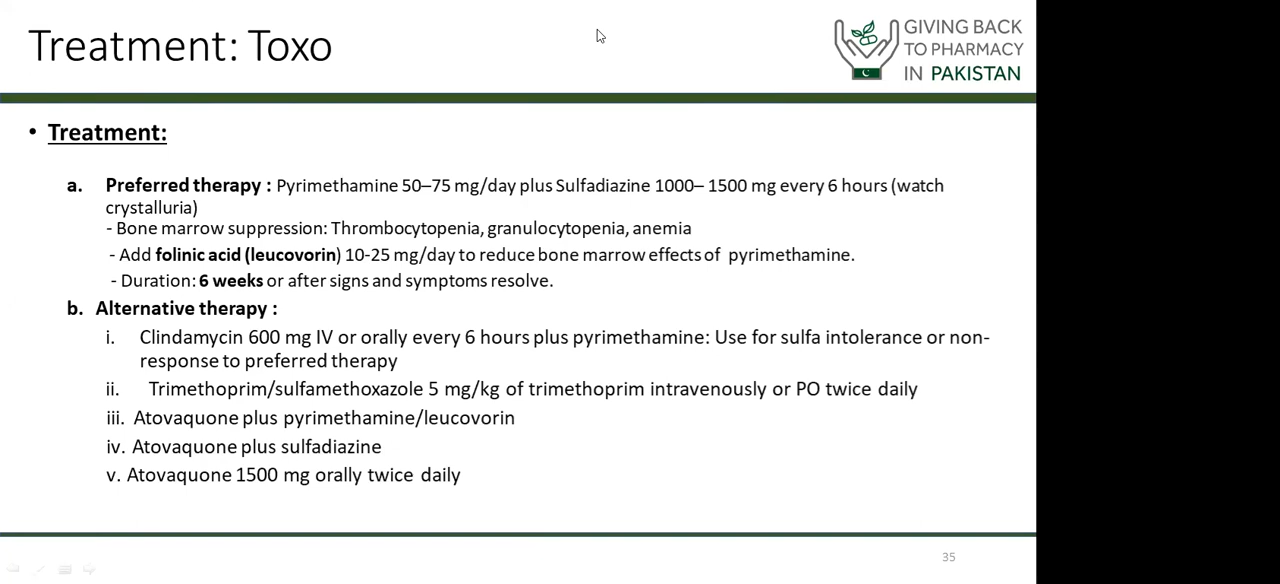 Treatment: Toxo
GIVING BACK
TO PHARMACY
IN PAKISTAN
• Treatment:
a. Preferred therapy : Pyrimethamine 50–75 mg/day plus Sulfadiazine 1000– 1500 mg every 6 hours (watch
crystalluria)
- Bone marrow suppression: Thrombocytopenia, granulocytopenia, anemia
- Add folinic acid (leucovorin) 10-25 mg/day to reduce bone marrow effects of pyrimethamine.
- Duration: 6 weeks or after signs and symptoms resolve.
b. Alternative therapy :
i. Clindamycin 600 mg IV or orally every 6 hours plus pyrimethamine: Use for sulfa intolerance or non-
response to preferred therapy
ii. Trimethoprim/sulfamethoxazole 5 mg/kg of trimethoprim intravenously or PO twice daily
iii. Atovaquone plus pyrimethamine/leucovorin
iv. Atovaquone plus sulfadiazine
v. Atovaquone 1500 mg orally twice daily
35